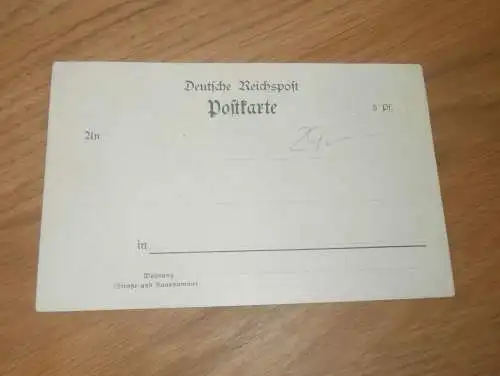 Deutsche Reichspost
Postkarte
5 Pf.
An
in
Wohnung
(Straße und Hausnummer)